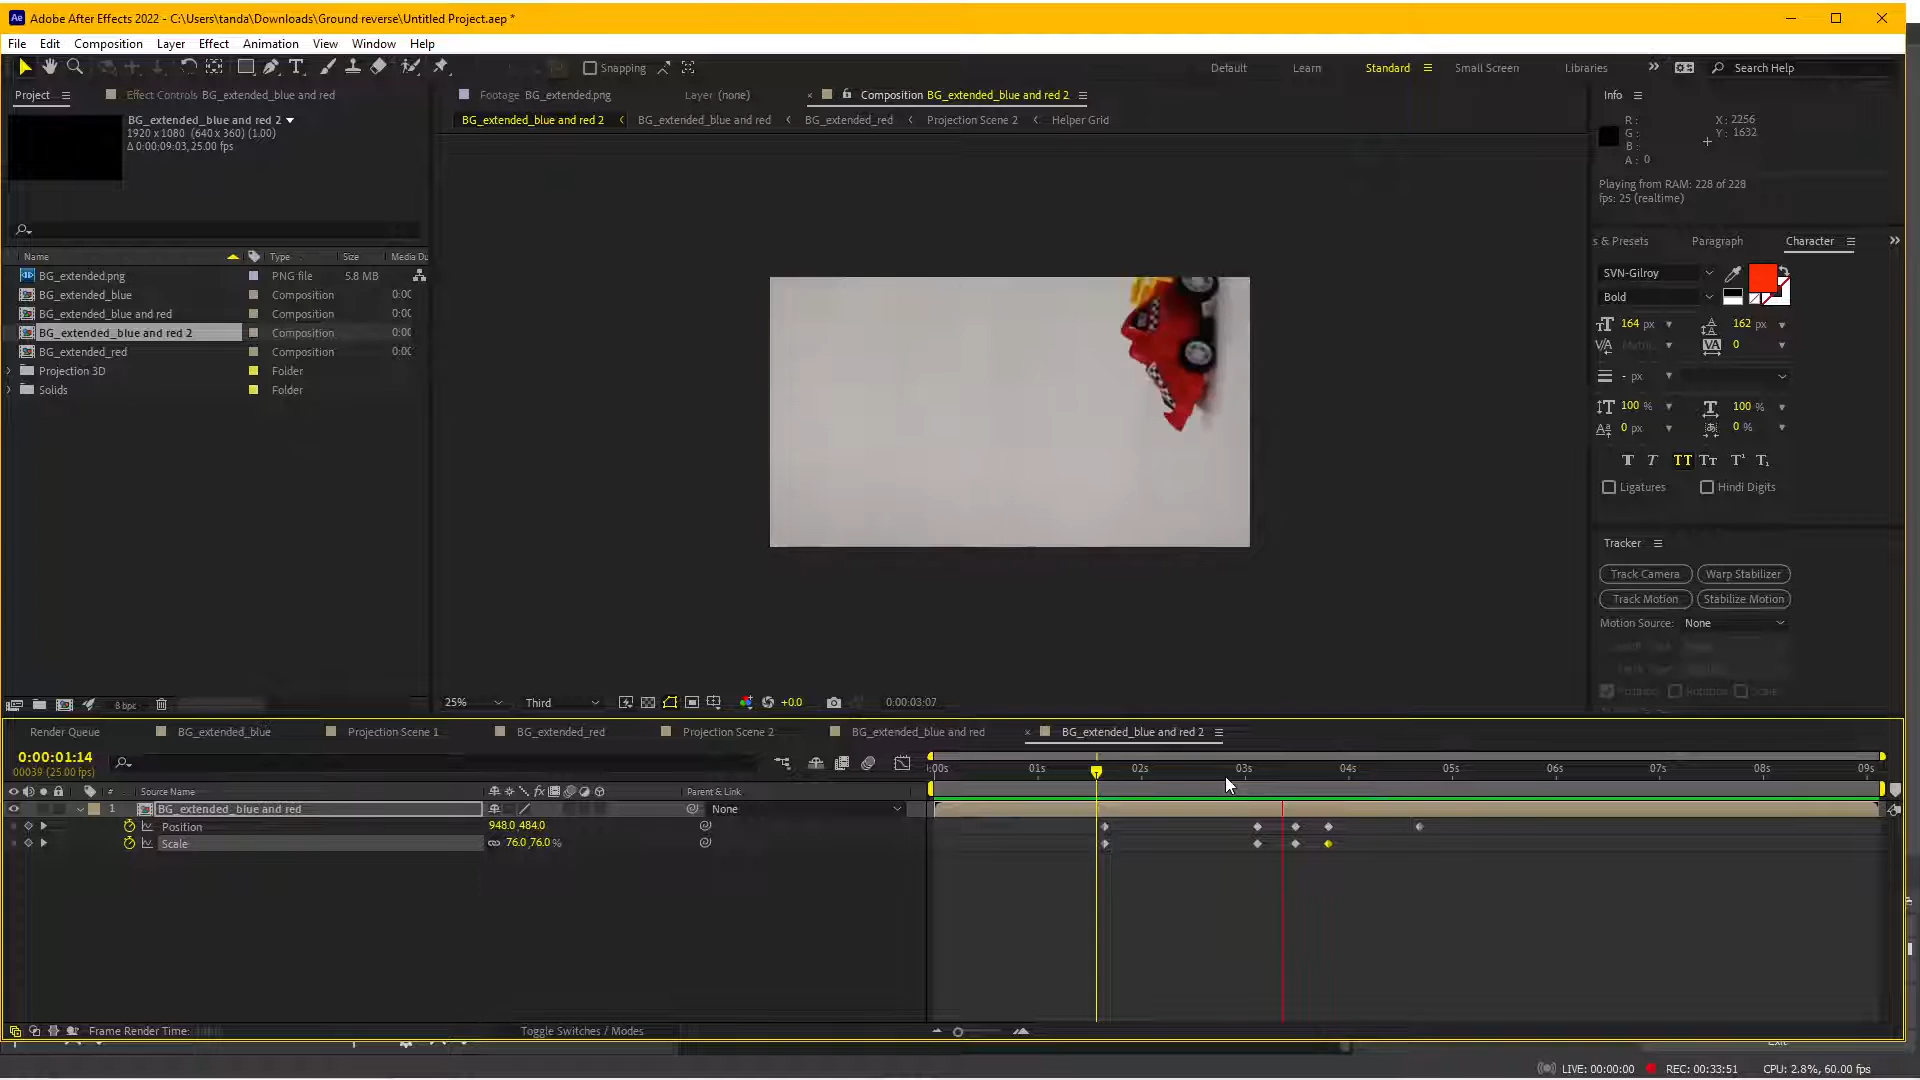 Adobe After Effects 2022 - C:\Users\tanda\Downloads\Ground reverse\Untitled Project.aep *
File Edit Composition Layer Effect Animation View Window Help
Snapping
Default Learn Standard Small Screen Libraries Search Help
Project Effect Controls BG_extended_blue and red
Footage BG_extended.png Layer (none) Composition BG_extended_blue and red 2
Info
BG_extended_blue and red 2
1920 x 1080 (640 x 360) (1.00)
Δ 0:00:09:03, 25.00 fps
BG_extended_blue and red 2 BG_extended_blue and red BG_extended_red Projection Scene 2 Helper Grid
R :
G :
B :
A : 0
X : 2256
Y : 1632
Playing from RAM: 228 of 228
fps: 25 (realtime)
Name Type Size Media Du
BG_extended.png PNG file 5.8 MB
BG_extended_blue Composition 0:00
BG_extended_blue and red Composition 0:00
BG_extended_blue and red 2 Composition 0:00
BG_extended_red Composition 0:00
Projection 3D Folder
Solids Folder
s & Presets Paragraph Character
SVN-Gilroy
Bold
164 px 162 px
0
- px
100 % 100 %
0 px 0 %
Ligatures Hindi Digits
Tracker
Track Camera Warp Stabilizer
Track Motion Stabilize Motion
Motion Source: None
8 bpc
25% Third +0.0 0:00:03:07
Render Queue BG_extended_blue Projection Scene 1 BG_extended_red Projection Scene 2 BG_extended_blue and red BG_extended_blue and red 2
0:00:01:14
00039 (25.00 fps)
:00s 01s 02s 03s 04s 05s 06s 07s 08s 09s
# Source Name Parent & Link
1 BG_extended_blue and red None
Position 948.0,484.0
Scale 76.0,76.0 %
Frame Render Time: Toggle Switches / Modes
LIVE: 00:00:00 REC: 00:33:51 CPU: 2.8%, 60.00 fps